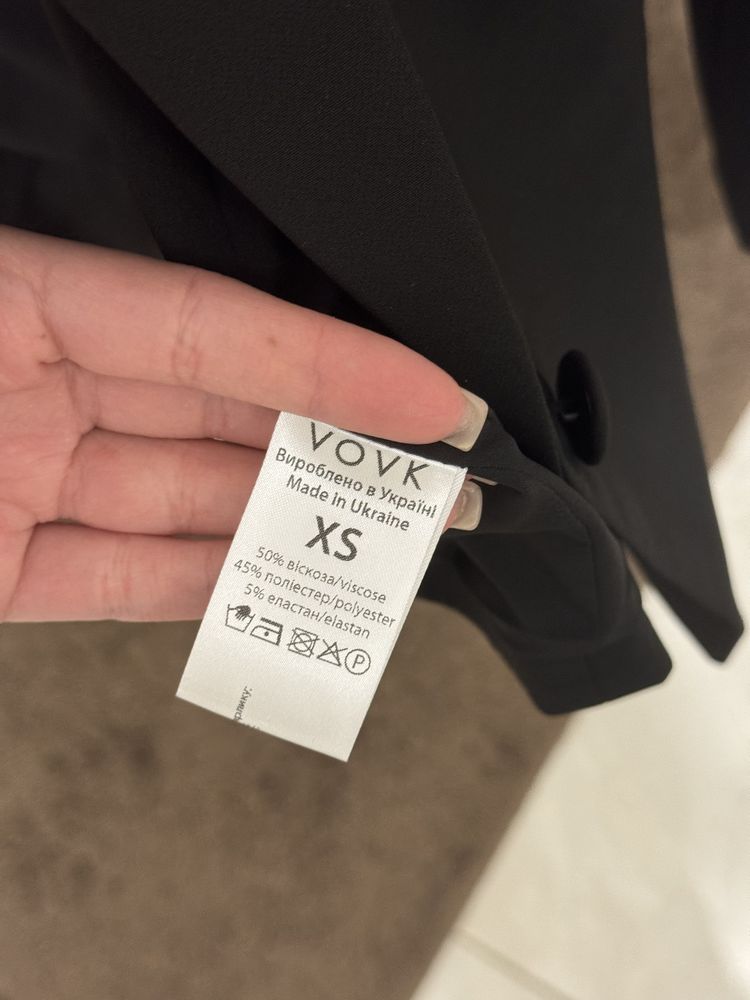 VOVK
Вироблено в Україні
Made in Ukraine
XS
50% віскоза/viscose
45% поліестер/polyester
5% еластан/elastan
P